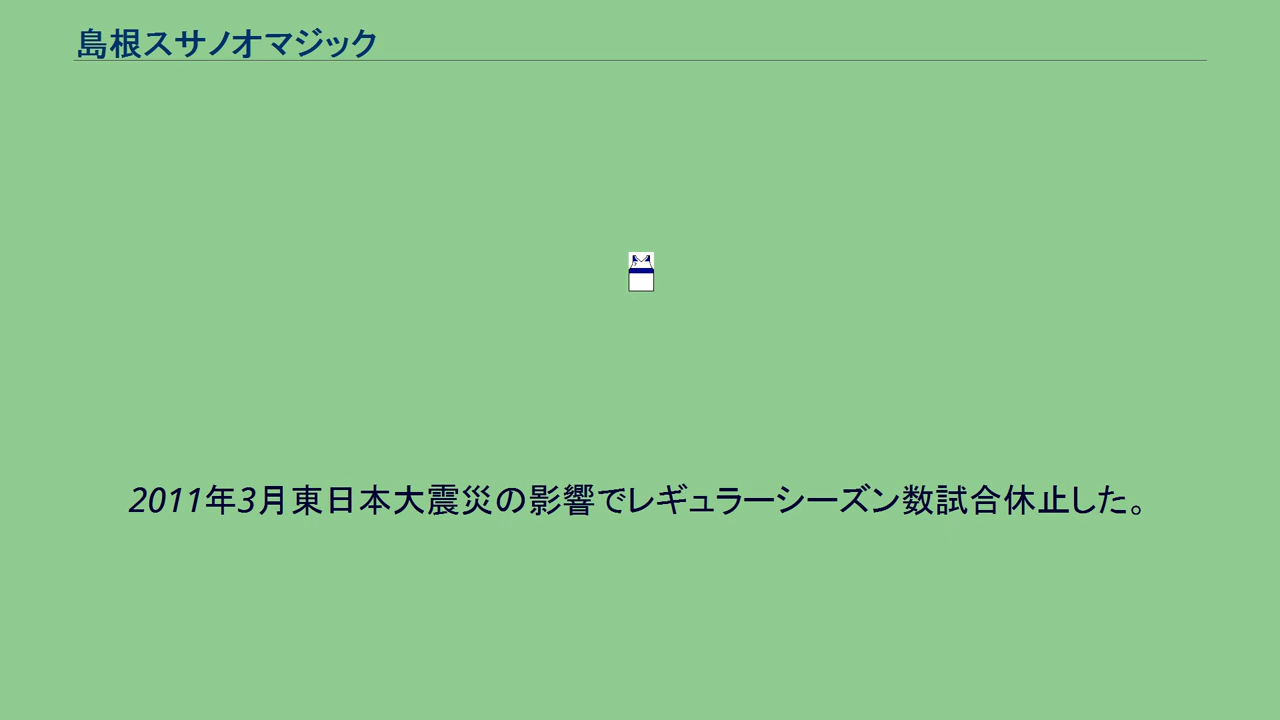 島根スサノオマジック
2011年3月東日本大震災の影響でレギュラーシーズン数試合休止した。